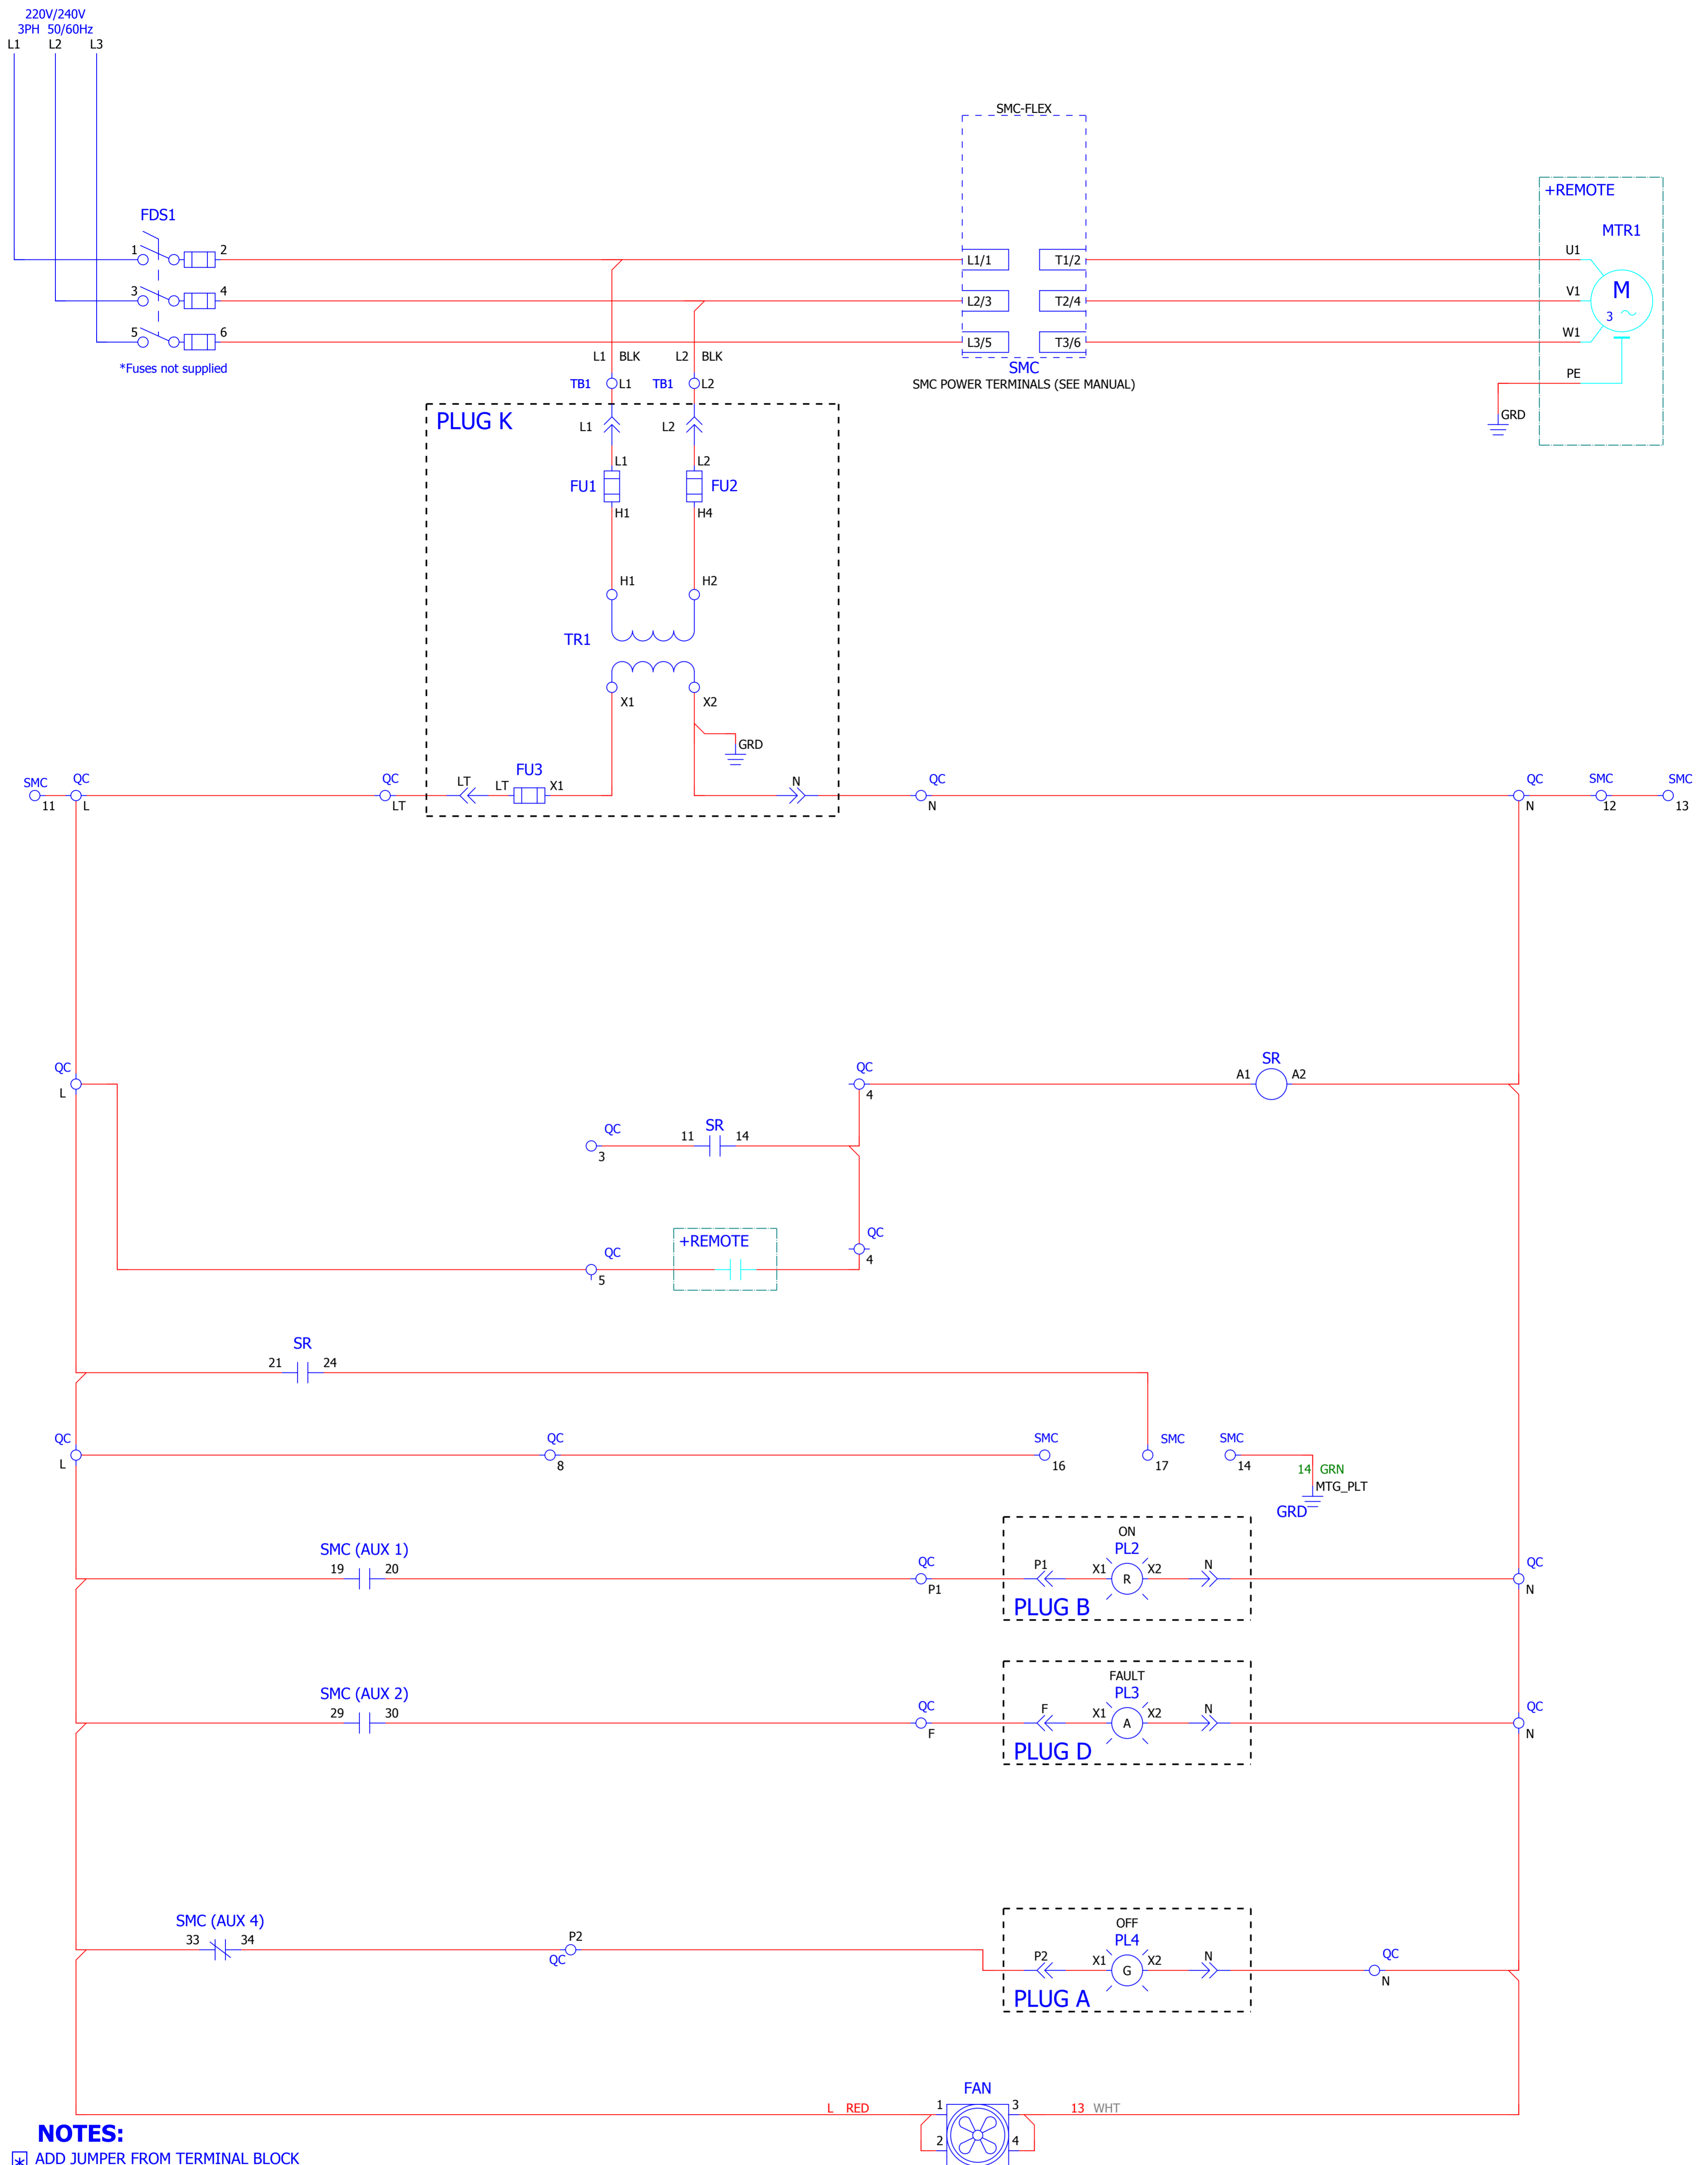 220V/240V
3PH 50/60Hz
L1 L2 L3
SMC-FLEX
+REMOTE
MTR1
FDS1
1 2 L1/1 T1/2 U1
3 4 L2/3 T2/4 V1
M
3
5 6 L3/5 T3/6 W1
*Fuses not supplied
L1 BLK L2 BLK
SMC
SMC POWER TERMINALS (SEE MANUAL)
PE
TB1 L1 TB1 L2
GRD
PLUG K
L1 L2
L1 L2
FU1 FU2
H1 H4
H1 H2
TR1
X1 X2
GRD
SMC QC QC LT LT FU3 X1 N QC QC SMC SMC
11 L LT N N 12 13
QC QC SR
L 4 A1 A2
QC SR
3 11 14
QC +REMOTE QC
5 4
SR
21 24
QC QC SMC SMC SMC
L 8 16 17 14
14 GRN
MTG_PLT
GRD
ON
SMC (AUX 1) PL2
19 20 QC P1 P1 X1 R X2 N QC N
PLUG B
FAULT
SMC (AUX 2) PL3
29 30 QC F F X1 A X2 N QC N
PLUG D
OFF
SMC (AUX 4) PL4
33 34 P2 QC P2 X1 G X2 N QC N
PLUG A
FAN
L RED 1 3 13 WHT
2 4
NOTES:
* ADD JUMPER FROM TERMINAL BLOCK